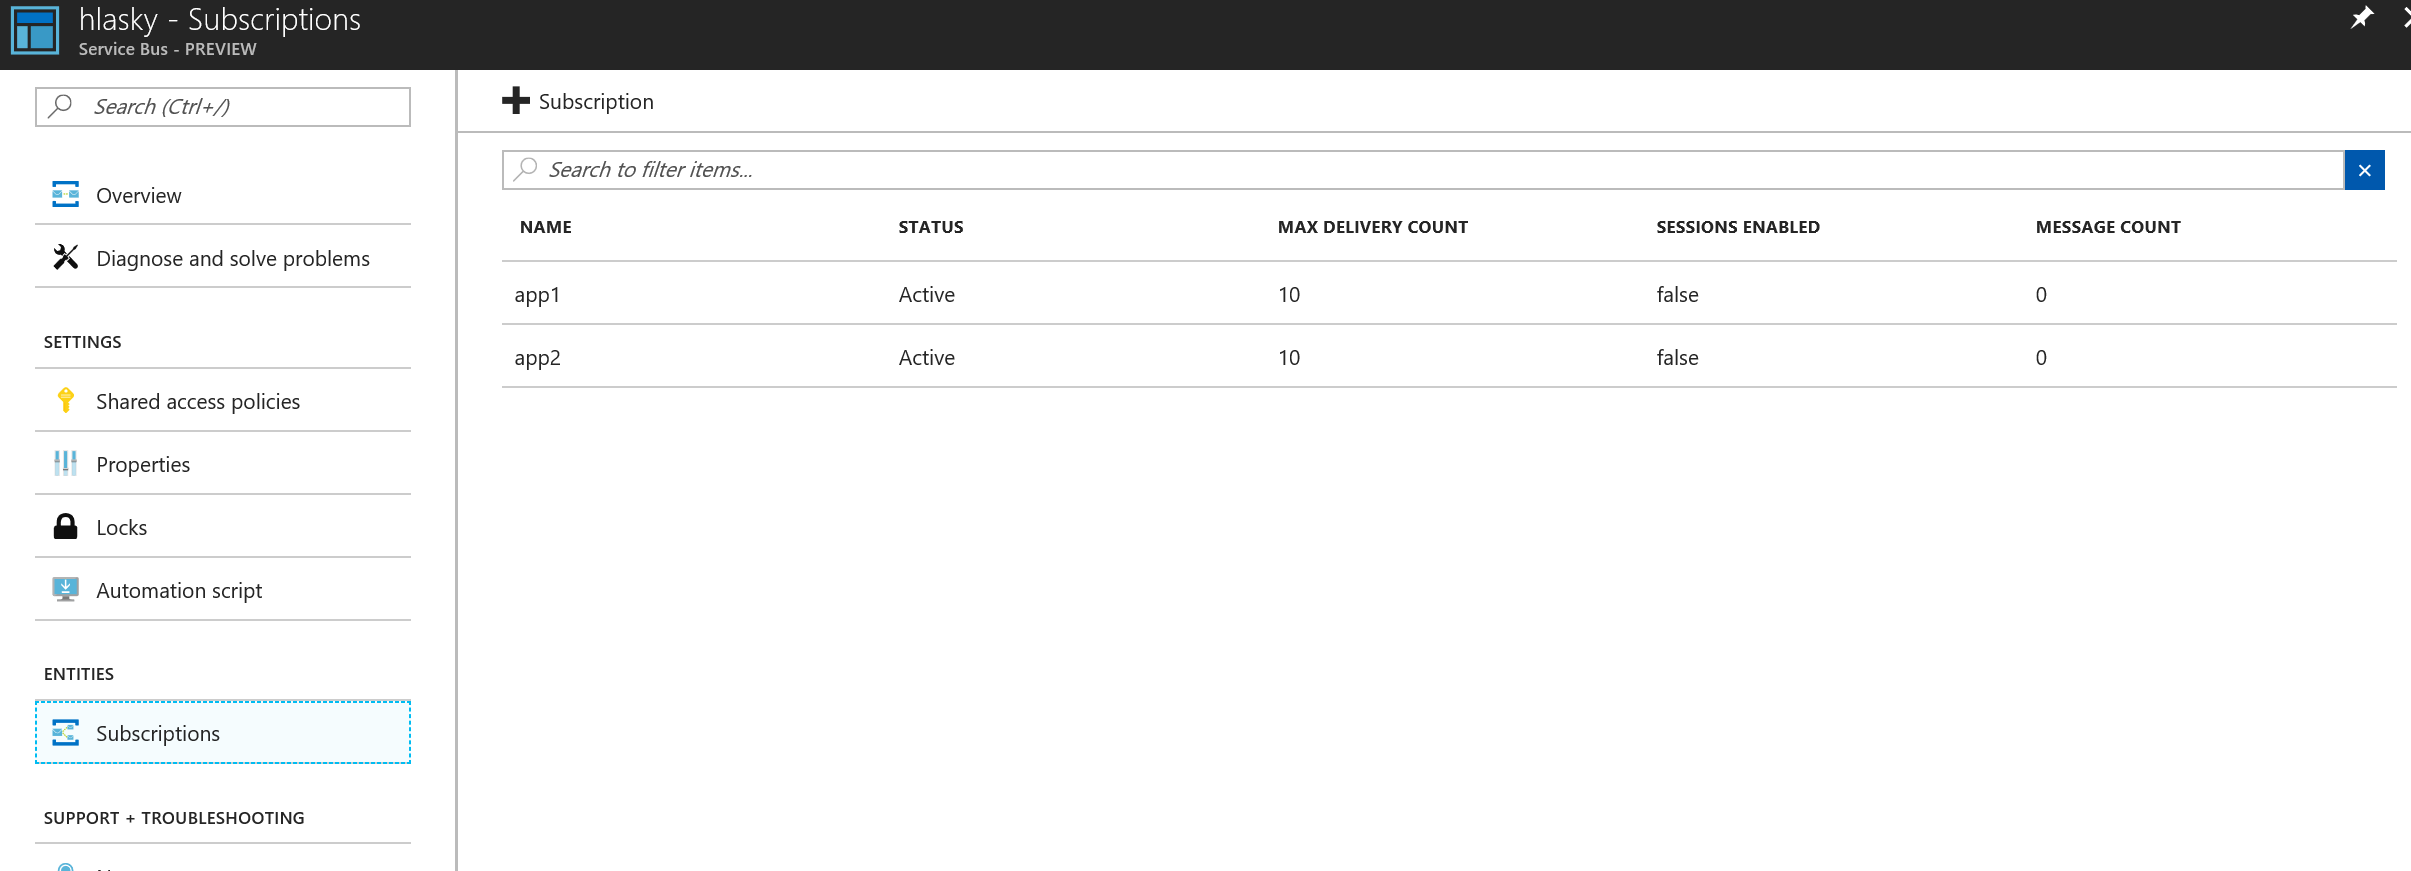 hlasky - Subscriptions
Service Bus - PREVIEW
Search (Ctrl+/)
Overview
Diagnose and solve problems
SETTINGS
Shared access policies
Properties
Locks
Automation script
ENTITIES
Subscriptions
SUPPORT + TROUBLESHOOTING
Subscription
Search to filter items...
NAME STATUS MAX DELIVERY COUNT SESSIONS ENABLED MESSAGE COUNT
app1 Active 10 false 0
app2 Active 10 false 0